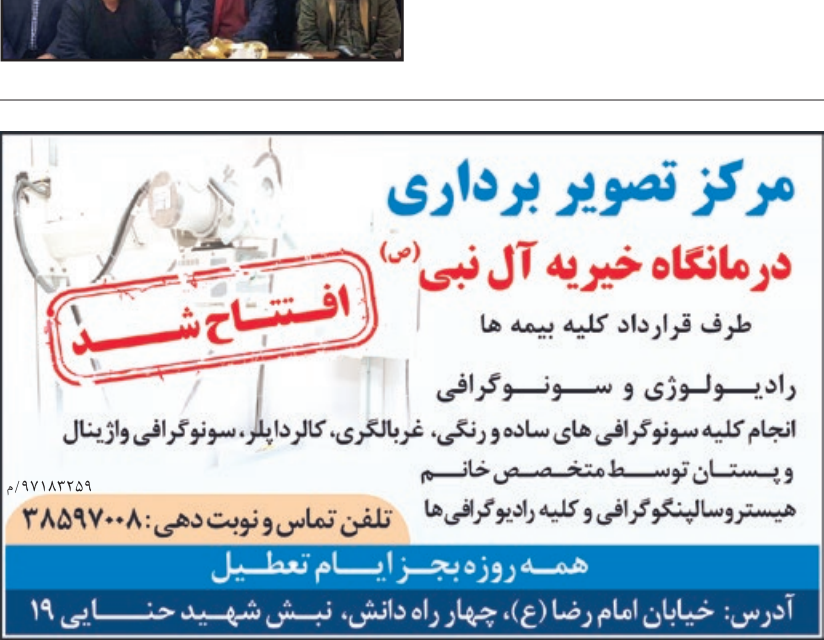 مرکز تصویر برداری
درمانگاه خیریه آل نبی (ص)
افتتاح شد
طرف قرارداد کلیه بیمه ها
رادیولوژی و سونوگرافی
انجام کلیه سونوگرافی های ساده و رنگی، غربالگری، کالرداپلر، سونوگرافی واژینال
و پستان توسط متخصص خانم
هیستروسالپنگوگرافی و کلیه رادیوگرافی‌ها
۹۷۱۸۳۲۵۹/م
تلفن تماس و نوبت دهی: ۳۸۵۹۷۰۰۸
همه روزه بجز ایام تعطیل
آدرس: خیابان امام رضا (ع)، چهار راه دانش، نبش شهید حنایی ۱۹